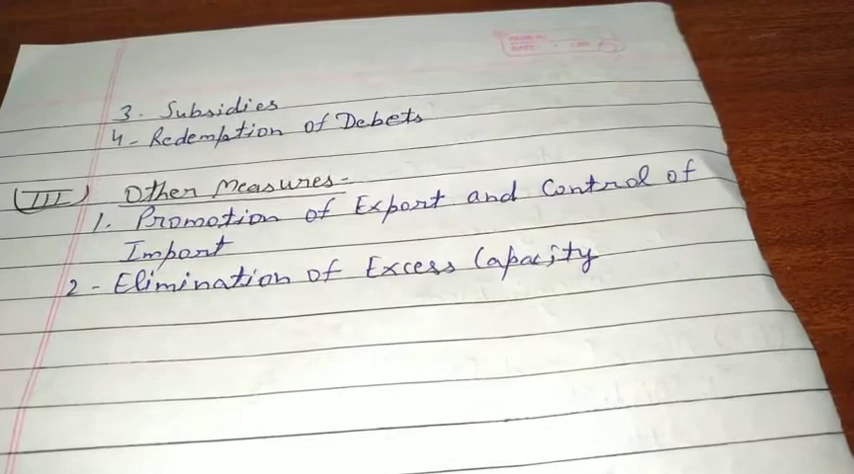 3. Subsidies
4- Redemption of Debets
(III) Other Measures-
1. Promotion of Export and Control of
Import
2- Elimination of Excess Capacity